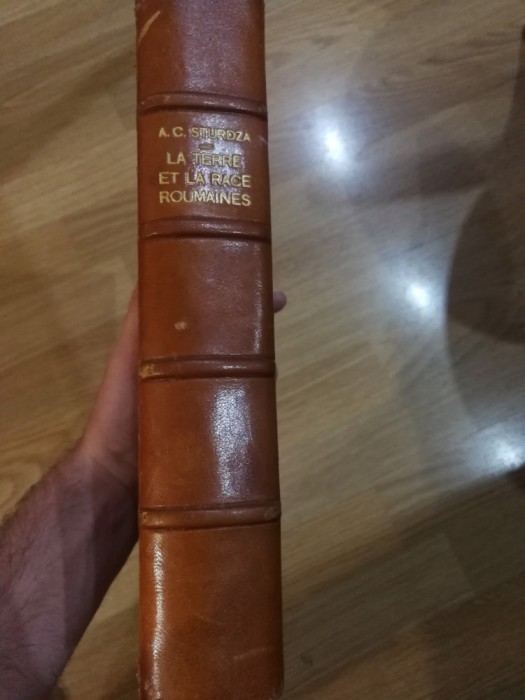 A. C. STURDZA
LA TERRE
ET LA RACE
ROUMAINES